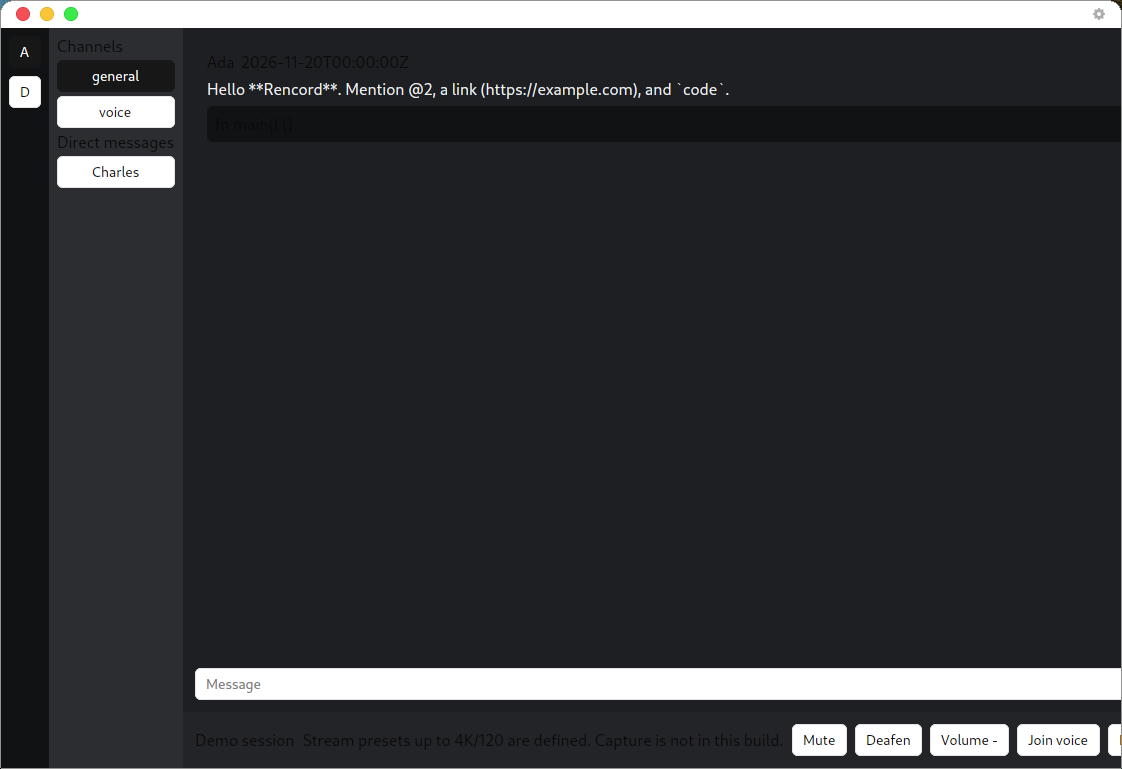 A
D
Channels
general
voice
Direct messages
Charles
Ada 2026-11-20T00:00:00Z
Hello **Rencord**. Mention @2, a link (https://example.com), and `code`.
fn main() {}
Message
Demo session Stream presets up to 4K/120 are defined. Capture is not in this build. Mute Deafen Volume - Join voice